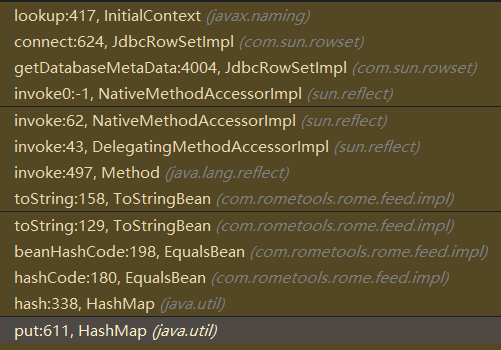 lookup:417, InitialContext (javax.naming)
connect:624, JdbcRowSetImpl (com.sun.rowset)
getDatabaseMetaData:4004, JdbcRowSetImpl (com.sun.rowset)
invoke0:-1, NativeMethodAccessorImpl (sun.reflect)
invoke:62, NativeMethodAccessorImpl (sun.reflect)
invoke:43, DelegatingMethodAccessorImpl (sun.reflect)
invoke:497, Method (java.lang.reflect)
toString:158, ToStringBean (com.rometools.rome.feed.impl)
toString:129, ToStringBean (com.rometools.rome.feed.impl)
beanHashCode:198, EqualsBean (com.rometools.rome.feed.impl)
hashCode:180, EqualsBean (com.rometools.rome.feed.impl)
hash:338, HashMap (java.util)
put:611, HashMap (java.util)